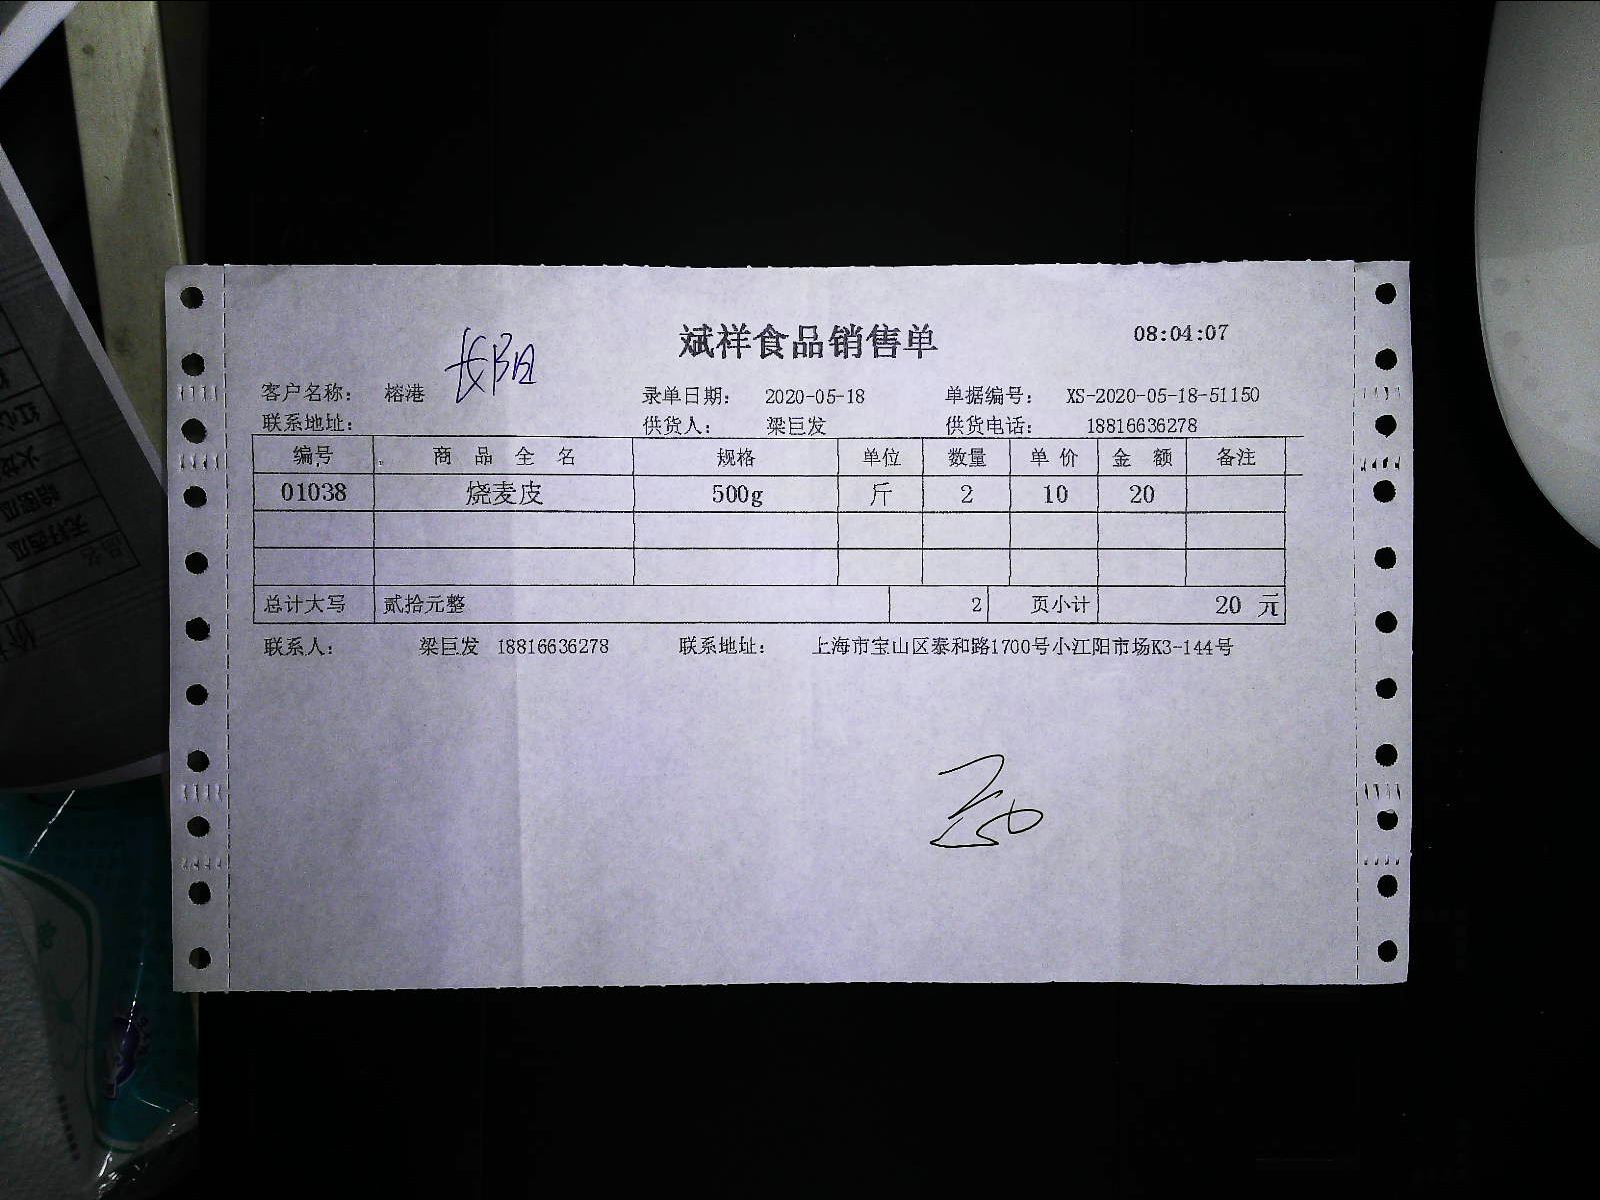 斌祥食品销售单 08:04:07
长阳
客户名称： 榕港 录单日期： 2020-05-18 单据编号： XS-2020-05-18-51150
联系地址： 供货人： 梁巨发 供货电话： 18816636278
编号 商品全名 规格 单位 数量 单价 金额 备注
01038 烧麦皮 500g 斤 2 10 20
总计大写 贰拾元整 2 页小计 20 元
联系人： 梁巨发 18816636278 联系地址： 上海市宝山区泰和路1700号小江阳市场K3-144号
品名
无籽西瓜